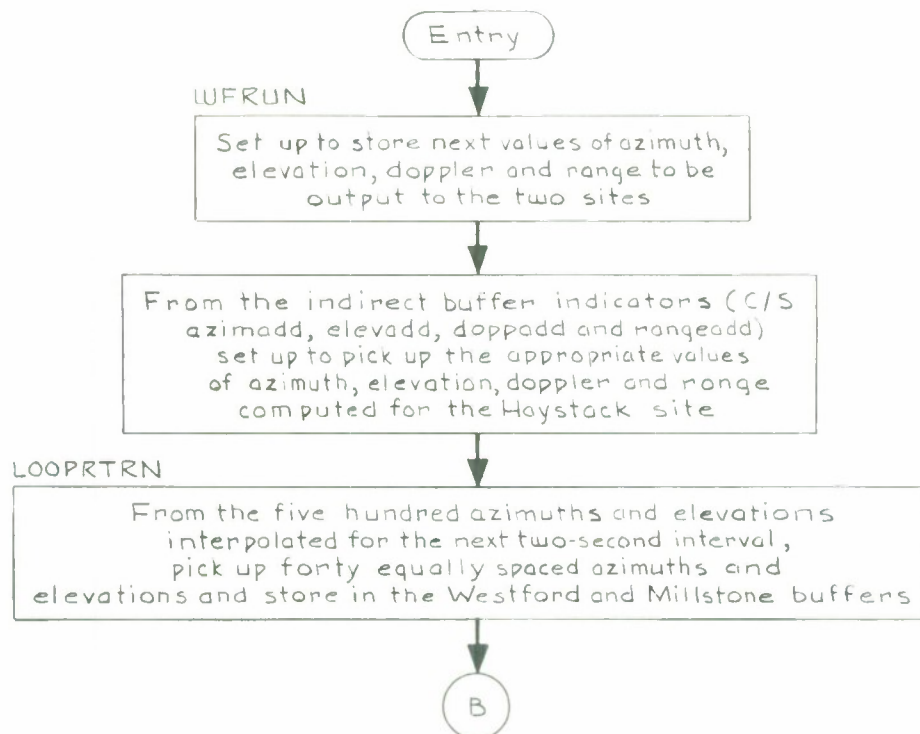 Entry
WFRUN
Set up to store next values of azimuth,
elevation, doppler and range to be
output to the two sites
From the indirect buffer indicators (C/S
azimadd, elevadd, doppadd and rangeadd)
set up to pick up the appropriate values
of azimuth, elevation, doppler and range
computed for the Haystack site
LOOPRTRN
From the five hundred azimuths and elevations
interpolated for the next two-second interval,
pick up forty equally spaced azimuths and
elevations and store in the Westford and Millstone buffers
B